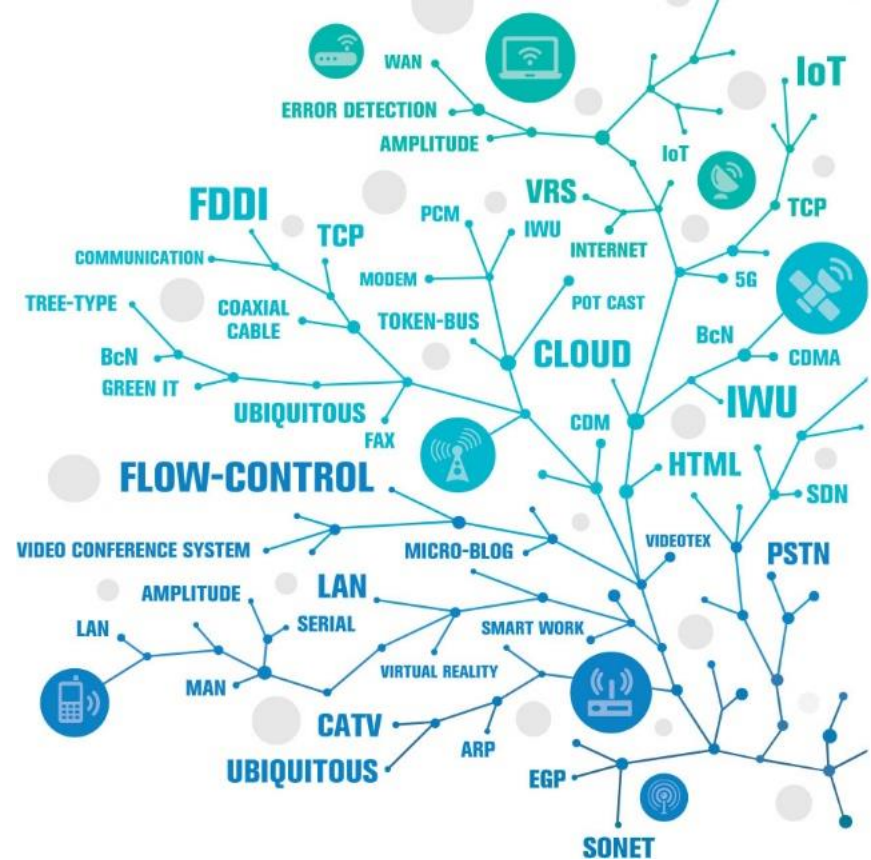 WAN
IoT
ERROR DETECTION
AMPLITUDE
IoT
VRS
FDDI
PCM
TCP
TCP
IWU
INTERNET
COMMUNICATION
MODEM
5G
TREE-TYPE
COAXIAL
CABLE
POT CAST
TOKEN-BUS
BcN
BcN
CLOUD
CDMA
GREEN IT
IWU
UBIQUITOUS
CDM
FAX
HTML
FLOW-CONTROL
SDN
VIDEOTEX
VIDEO CONFERENCE SYSTEM
MICRO-BLOG
PSTN
LAN
AMPLITUDE
SERIAL
LAN
SMART WORK
VIRTUAL REALITY
MAN
CATV
ARP
UBIQUITOUS
EGP
SONET